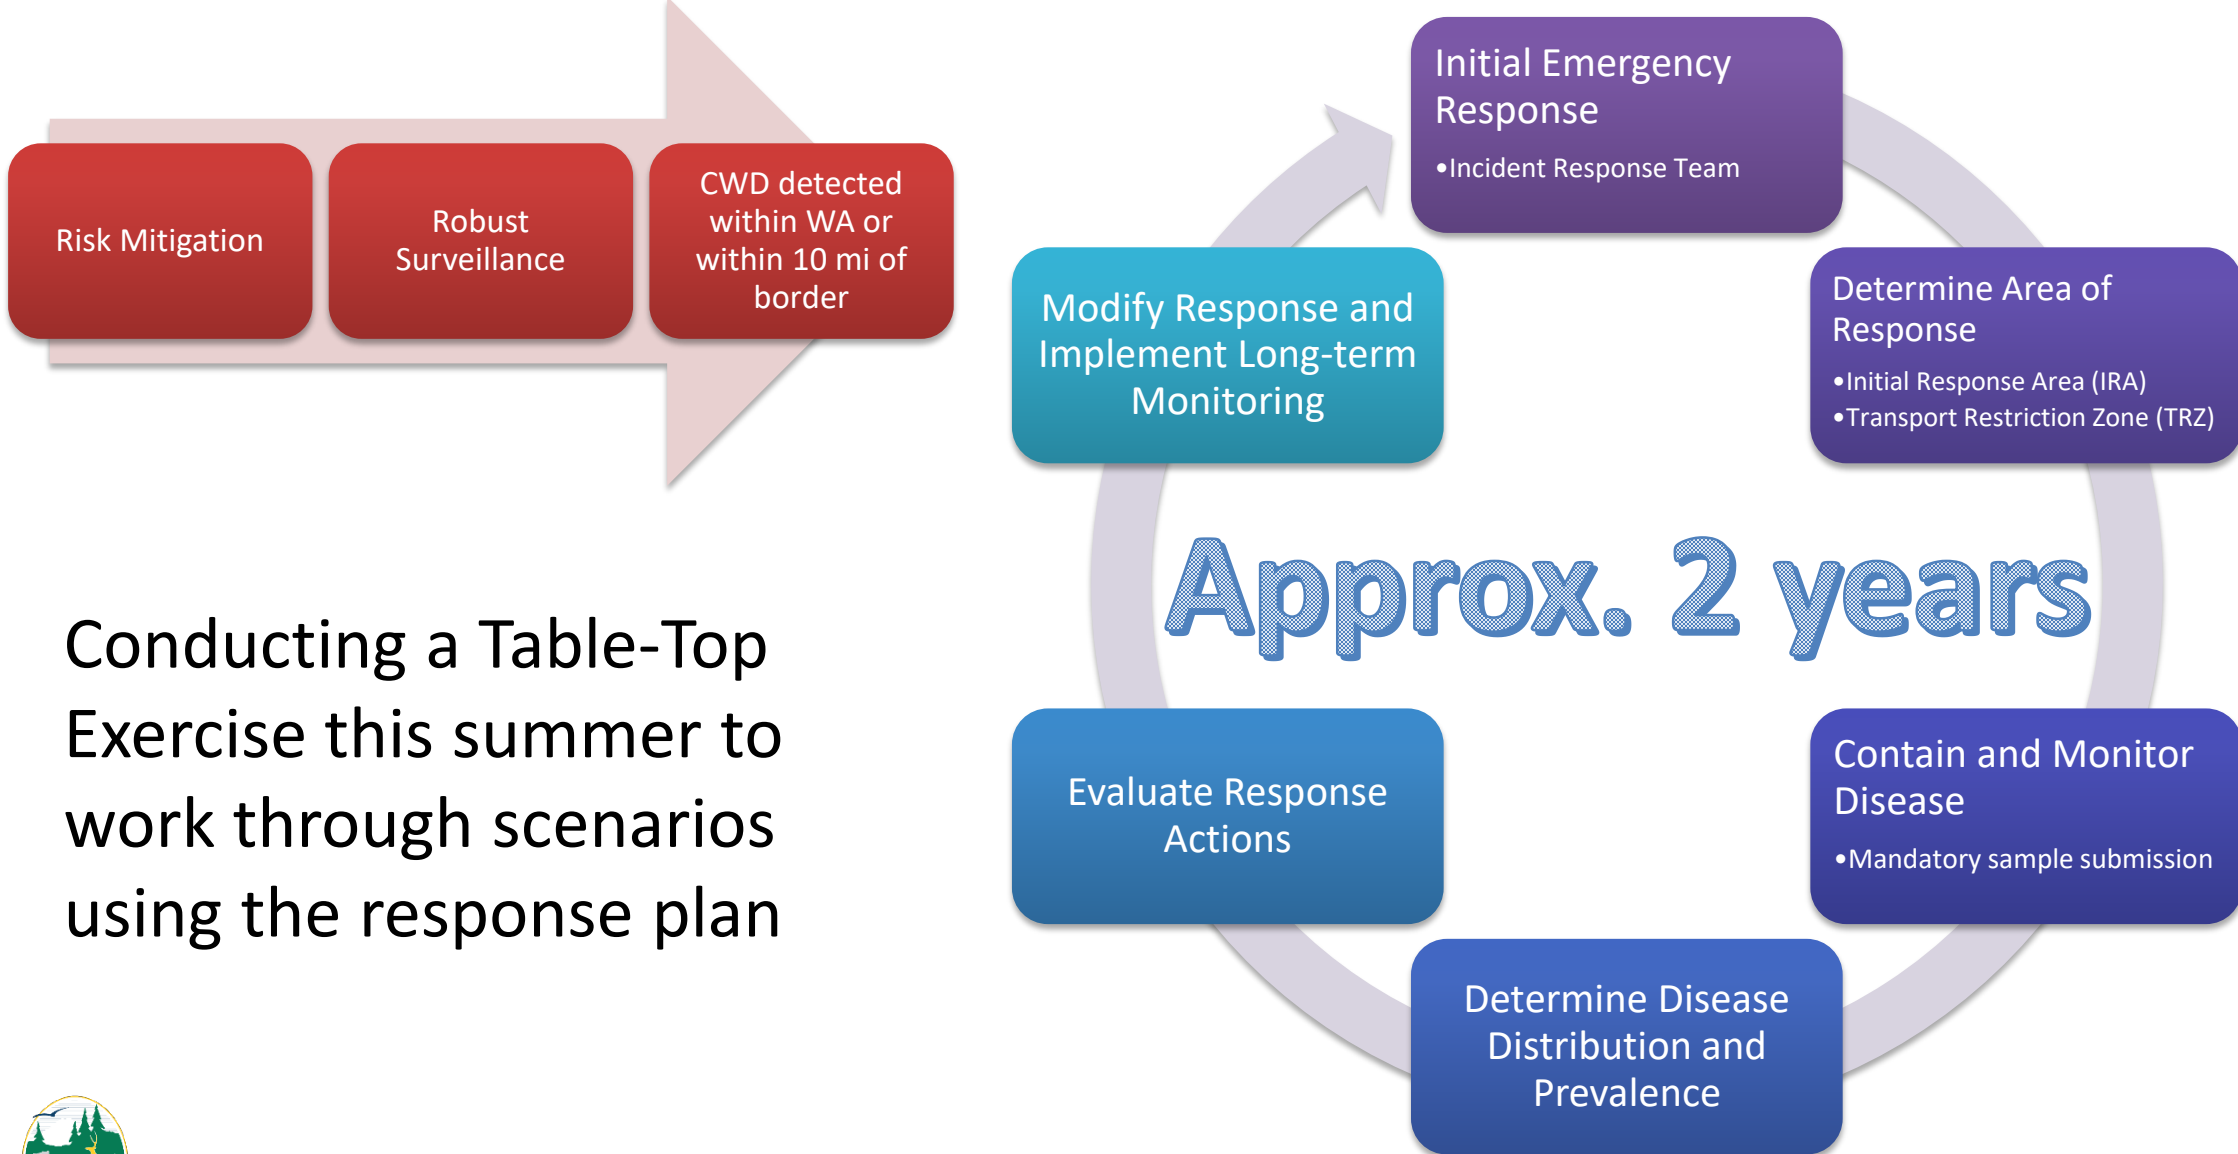 Risk Mitigation
Robust
Surveillance
CWD detected
within WA or
within 10 mi of
border
Conducting a Table-Top
Exercise this summer to
work through scenarios
using the response plan
Initial Emergency
Response
•Incident Response Team
Determine Area of
Response
•Initial Response Area (IRA)
•Transport Restriction Zone (TRZ)
Contain and Monitor
Disease
•Mandatory sample submission
Determine Disease
Distribution and
Prevalence
Evaluate Response
Actions
Modify Response and
Implement Long-term
Monitoring
Approx. 2 years